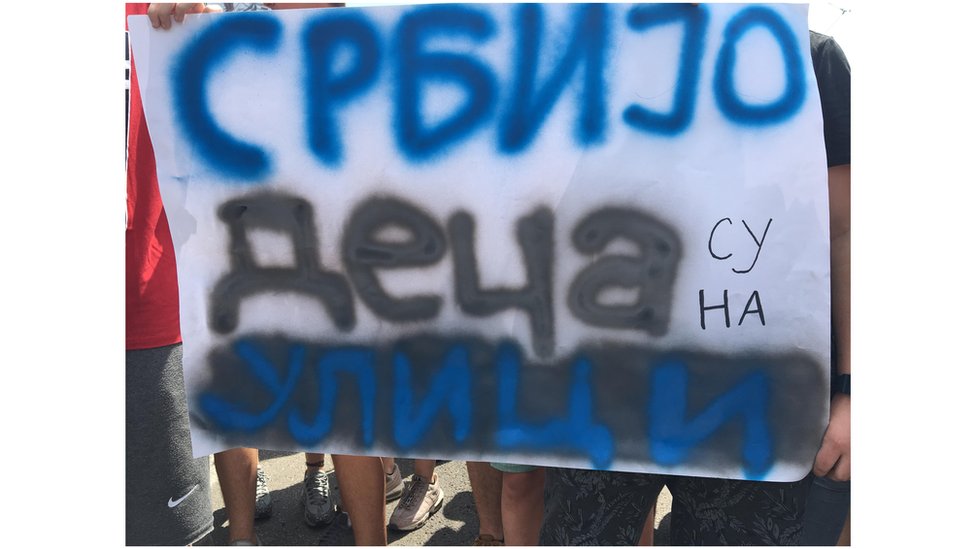 СРБИЈО
деца
су
на
улици